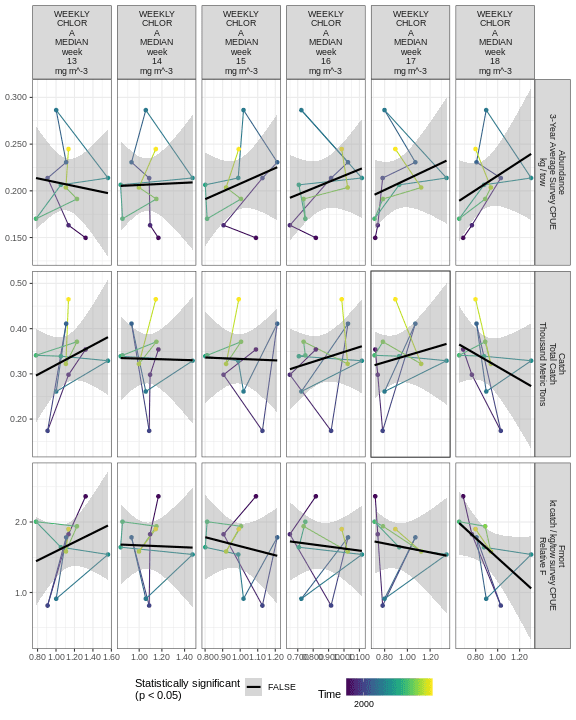 WEEKLY
CHLOR
A
MEDIAN
week
13
mg m^-3
WEEKLY
CHLOR
A
MEDIAN
week
14
mg m^-3
WEEKLY
CHLOR
A
MEDIAN
week
15
mg m^-3
WEEKLY
CHLOR
A
MEDIAN
week
16
mg m^-3
WEEKLY
CHLOR
A
MEDIAN
week
17
mg m^-3
WEEKLY
CHLOR
A
MEDIAN
week
18
mg m^-3
0.300
0.250
0.200
0.150
Abundance
3-Year Average Survey CPUE
kg / tow
0.50
0.40
0.30
0.20
Catch
Total Catch
Thousand Metric Tons
2.0
1.0
Fmort
kt catch / kg/tow survey CPUE
Relative F
0.80 1.00 1.20 1.40 1.60
0.80 1.00 1.20 1.40
0.80 0.90 1.00 1.10 1.20
0.70 0.80 0.90 1.00 1.10
0.80 1.00 1.20
0.80 1.00 1.20
Statistically significant
(p < 0.05)
FALSE
Time
2000